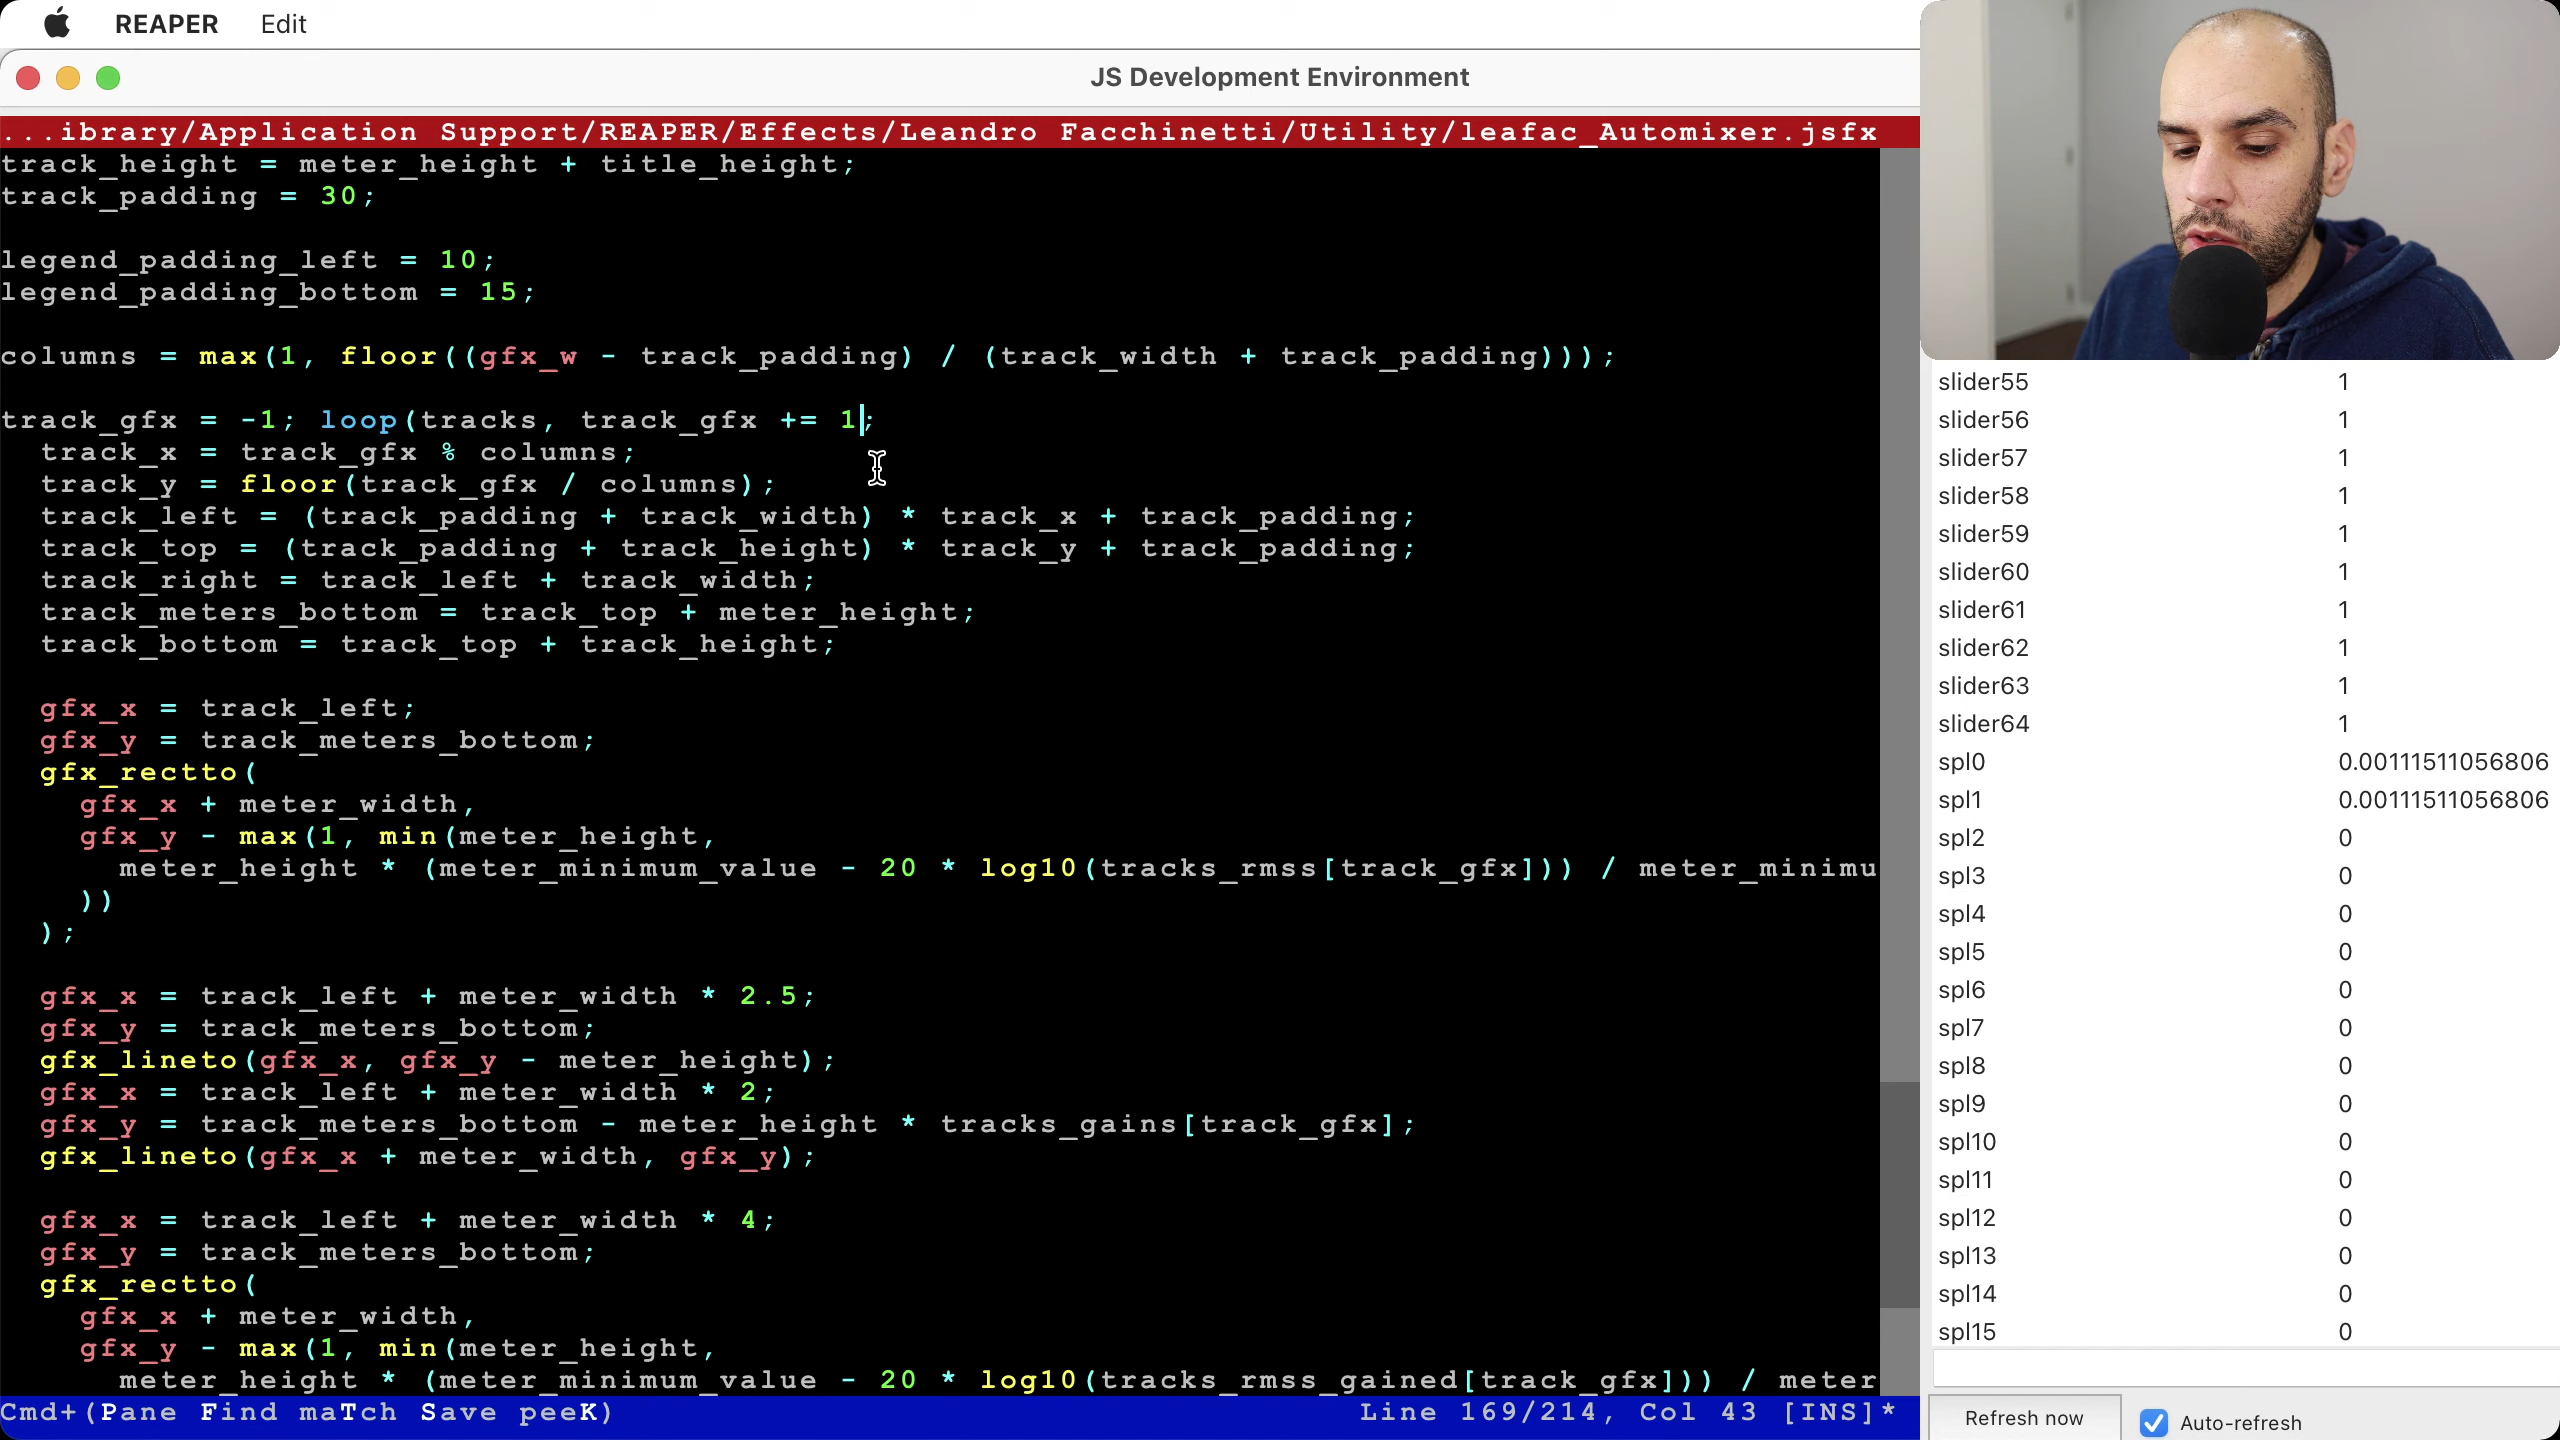 REAPER Edit
JS Development Environment
...ibrary/Application Support/REAPER/Effects/Leandro Facchinetti/Utility/leafac_Automixer.jsfx
track_height = meter_height + title_height;
track_padding = 30;
legend_padding_left = 10;
legend_padding_bottom = 15;
columns = max(1, floor((gfx_w - track_padding) / (track_width + track_padding)));
track_gfx = -1; loop(tracks, track_gfx += 1;
track_x = track_gfx % columns;
track_y = floor(track_gfx / columns);
track_left = (track_padding + track_width) * track_x + track_padding;
track_top = (track_padding + track_height) * track_y + track_padding;
track_right = track_left + track_width;
track_meters_bottom = track_top + meter_height;
track_bottom = track_top + track_height;
gfx_x = track_left;
gfx_y = track_meters_bottom;
gfx_rectto(
gfx_x + meter_width,
gfx_y - max(1, min(meter_height,
meter_height * (meter_minimum_value - 20 * log10(tracks_rmss[track_gfx])) / meter_minimu
))
);
gfx_x = track_left + meter_width * 2.5;
gfx_y = track_meters_bottom;
gfx_lineto(gfx_x, gfx_y - meter_height);
gfx_x = track_left + meter_width * 2;
gfx_y = track_meters_bottom - meter_height * tracks_gains[track_gfx];
gfx_lineto(gfx_x + meter_width, gfx_y);
gfx_x = track_left + meter_width * 4;
gfx_y = track_meters_bottom;
gfx_rectto(
gfx_x + meter_width,
gfx_y - max(1, min(meter_height,
meter_height * (meter_minimum_value - 20 * log10(tracks_rmss_gained[track_gfx])) / meter
Cmd+(Pane Find maTch Save peeK) Line 169/214, Col 43 [INS]*
slider55 1
slider56 1
slider57 1
slider58 1
slider59 1
slider60 1
slider61 1
slider62 1
slider63 1
slider64 1
spl0 0.00111511056806
spl1 0.00111511056806
spl2 0
spl3 0
spl4 0
spl5 0
spl6 0
spl7 0
spl8 0
spl9 0
spl10 0
spl11 0
spl12 0
spl13 0
spl14 0
spl15 0
Refresh now Auto-refresh